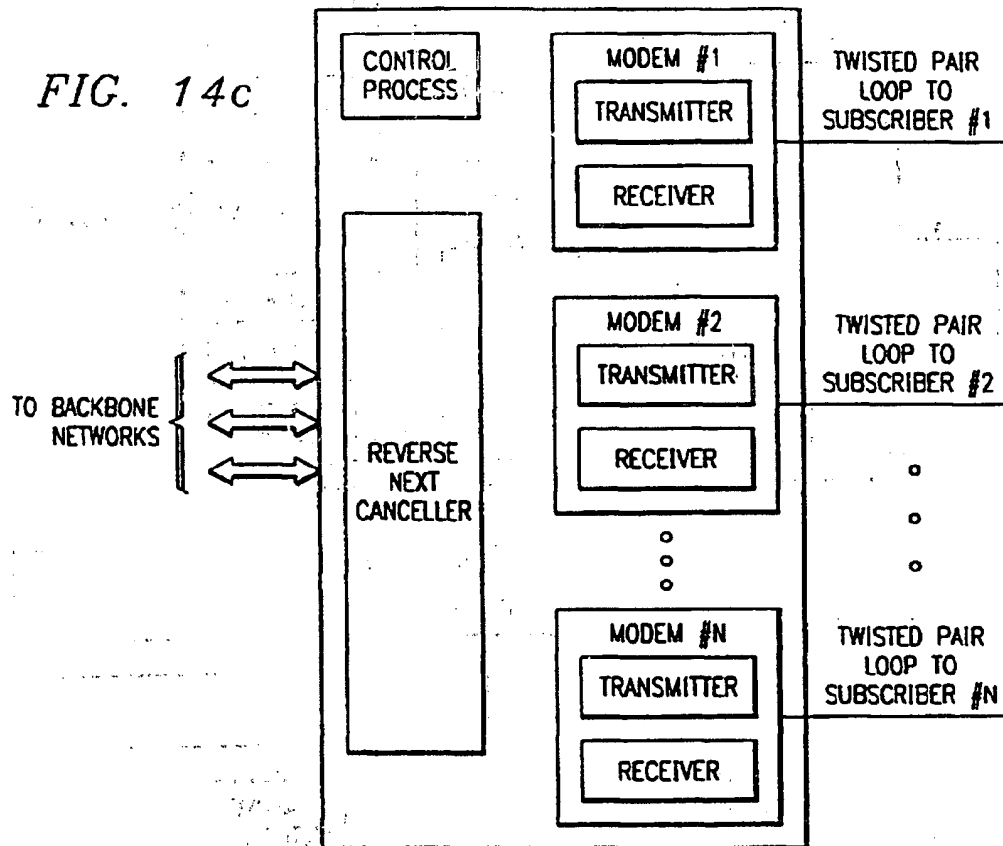 FIG. 14c
CONTROL
PROCESS
MODEM #1
TRANSMITTER
RECEIVER
TWISTED PAIR
LOOP TO
SUBSCRIBER #1
MODEM #2
TRANSMITTER
RECEIVER
TWISTED PAIR
LOOP TO
SUBSCRIBER #2
TO BACKBONE
NETWORKS
REVERSE
NEXT
CANCELLER
MODEM #N
TRANSMITTER
RECEIVER
TWISTED PAIR
LOOP TO
SUBSCRIBER #N